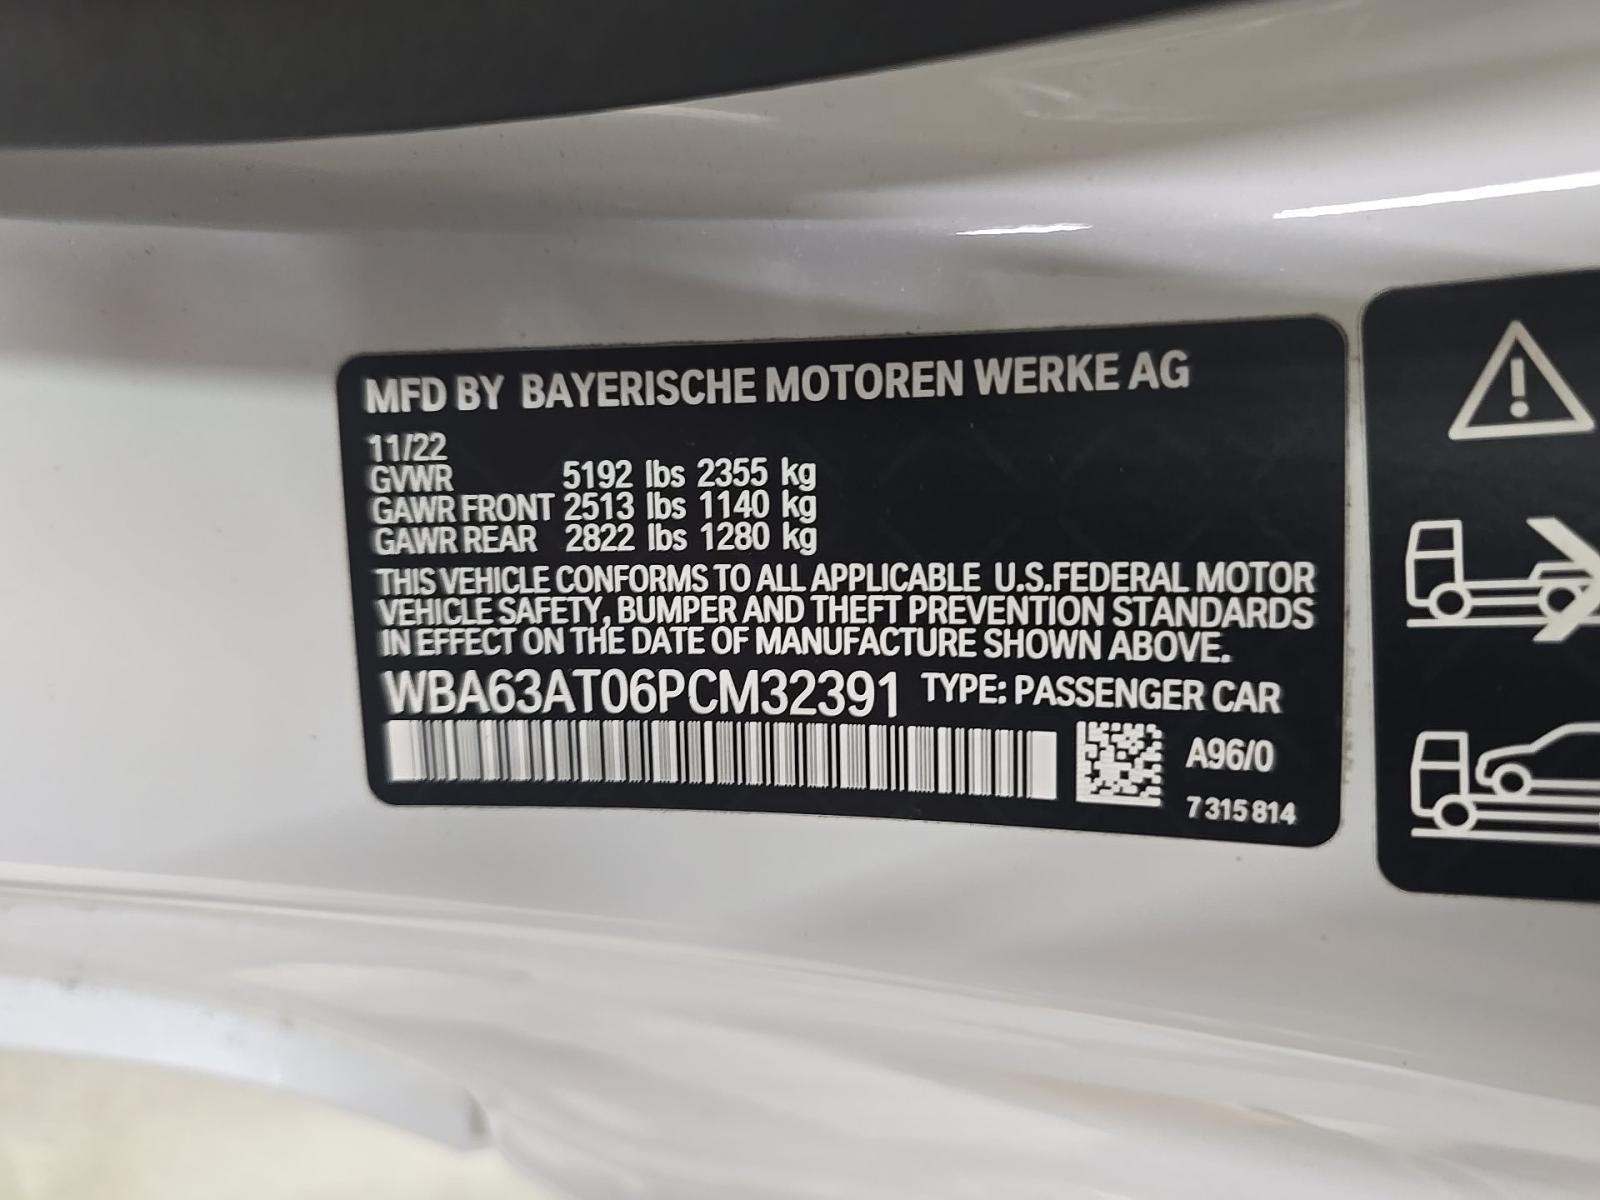 MFD BY BAYERISCHE MOTOREN WERKE AG
11/22
GVWR 5192 lbs 2355 kg
GAWR FRONT 2513 lbs 1140 kg
GAWR REAR 2822 lbs 1280 kg
THIS VEHICLE CONFORMS TO ALL APPLICABLE U.S.FEDERAL MOTOR
VEHICLE SAFETY, BUMPER AND THEFT PREVENTION STANDARDS
IN EFFECT ON THE DATE OF MANUFACTURE SHOWN ABOVE.
WBA63AT06PCM32391 TYPE: PASSENGER CAR
A96/0
7 315 814